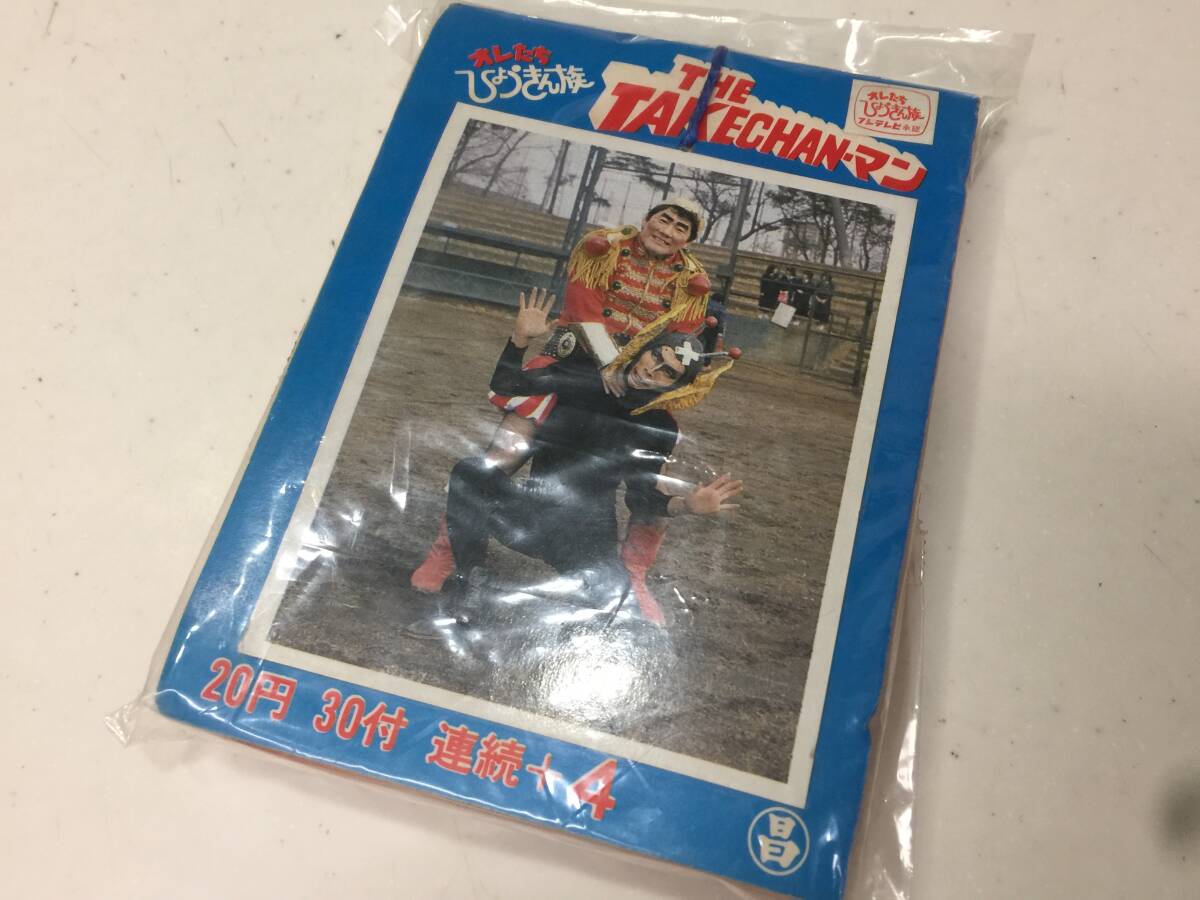 オレたち
ひょうきん族
THE
TAKECHAN-マン
オレたち
ひょうきん族
フジテレビ承認
20円 30付 連続+4
昌